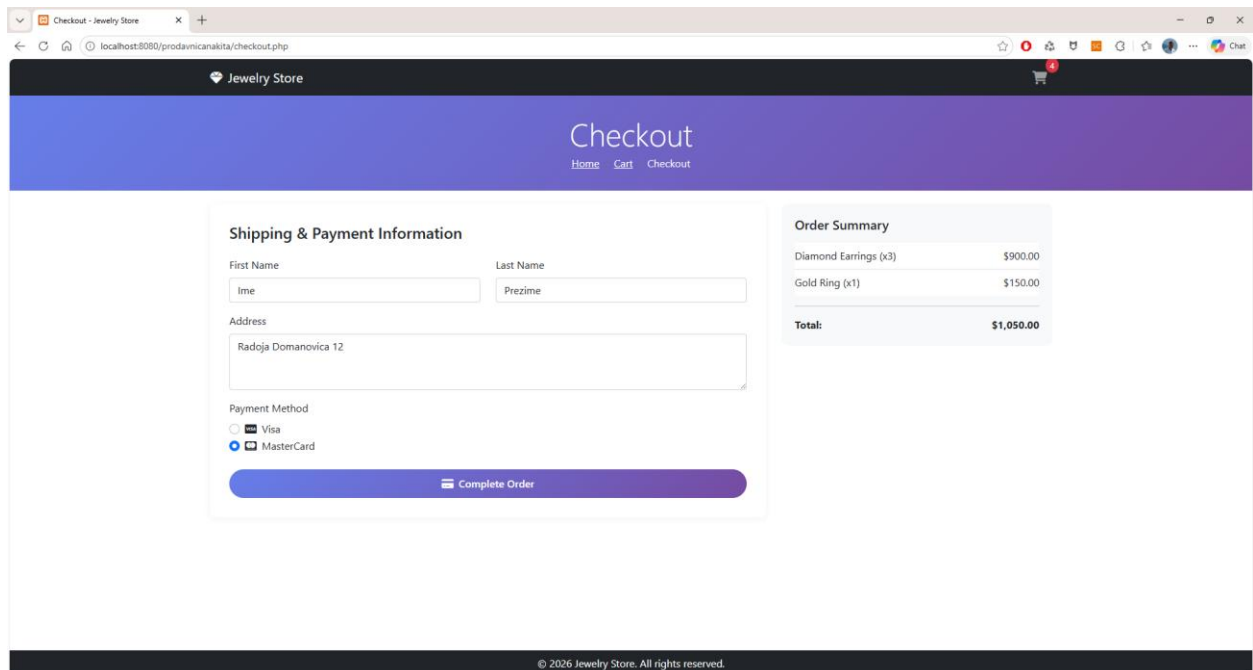 Checkout - Jewelry Store
localhost:8080/prodavnicanakita/checkout.php
Chat
Jewelry Store
4
Checkout
Home Cart Checkout
Shipping & Payment Information
First Name Last Name
Ime Prezime
Address
Radoja Domanovica 12
Payment Method
VISA Visa
MasterCard
Complete Order
Order Summary
Diamond Earrings (x3) $900.00
Gold Ring (x1) $150.00
Total: $1,050.00
© 2026 Jewelry Store. All rights reserved.